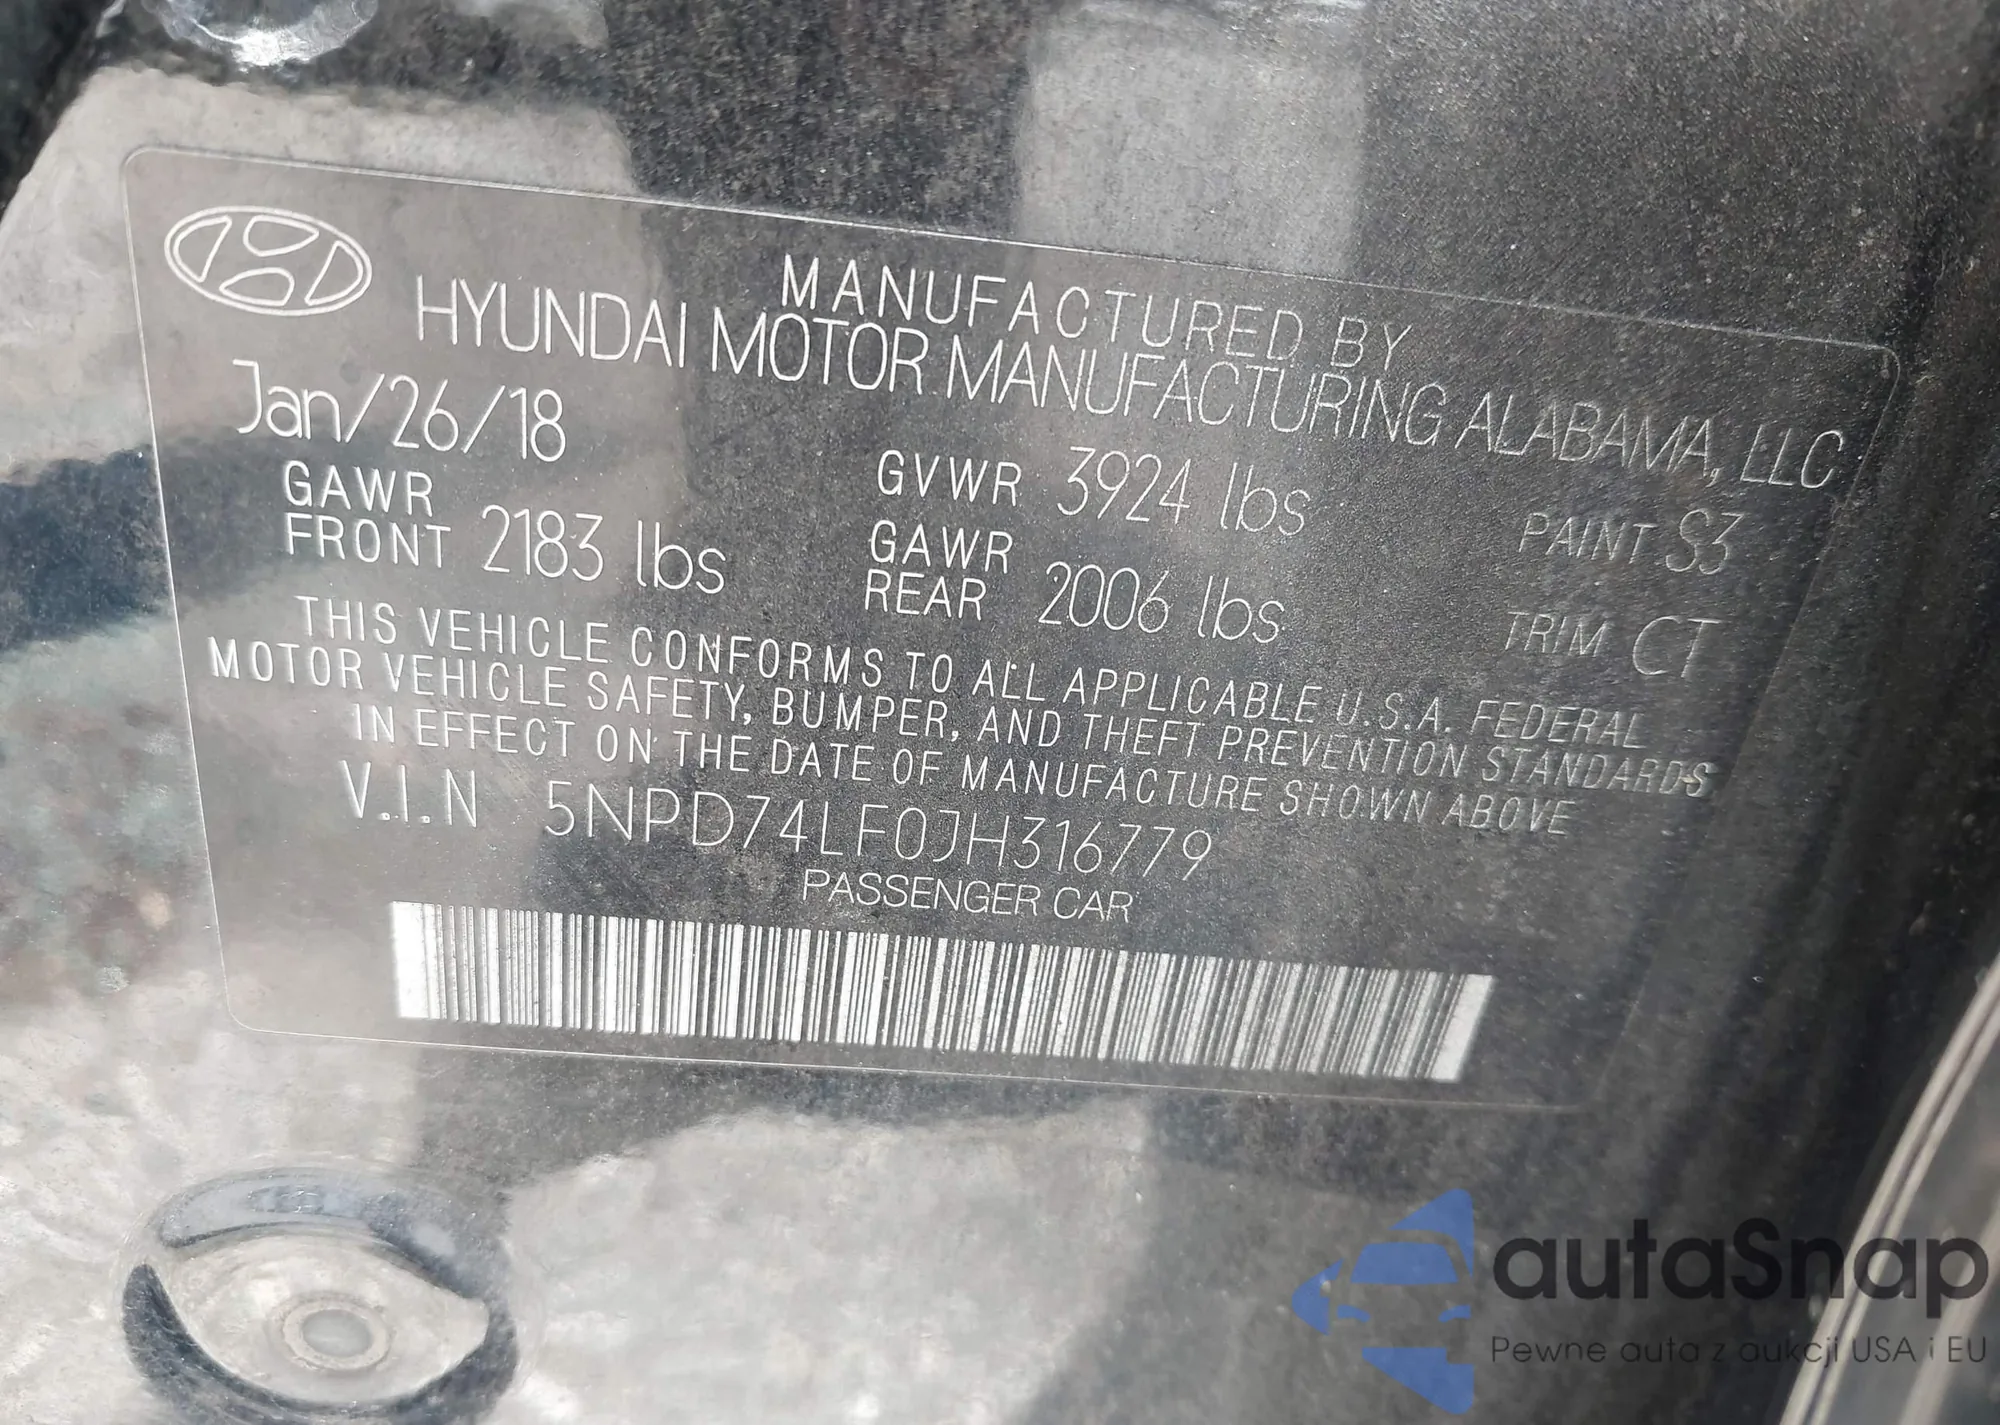 MANUFACTURED BY
HYUNDAI MOTOR MANUFACTURING ALABAMA, LLC
Jan/26/18
GVWR 3924 lbs
PAINT S3
GAWR FRONT 2183 lbs
GAWR REAR 2006 lbs
TRIM CT
THIS VEHICLE CONFORMS TO ALL APPLICABLE U.S.A. FEDERAL
MOTOR VEHICLE SAFETY, BUMPER, AND THEFT PREVENTION STANDARDS
IN EFFECT ON THE DATE OF MANUFACTURE SHOWN ABOVE
V.I.N 5NPD74LF0JH316779
PASSENGER CAR
autaSnap
Pewne auta z aukcji USA i EU